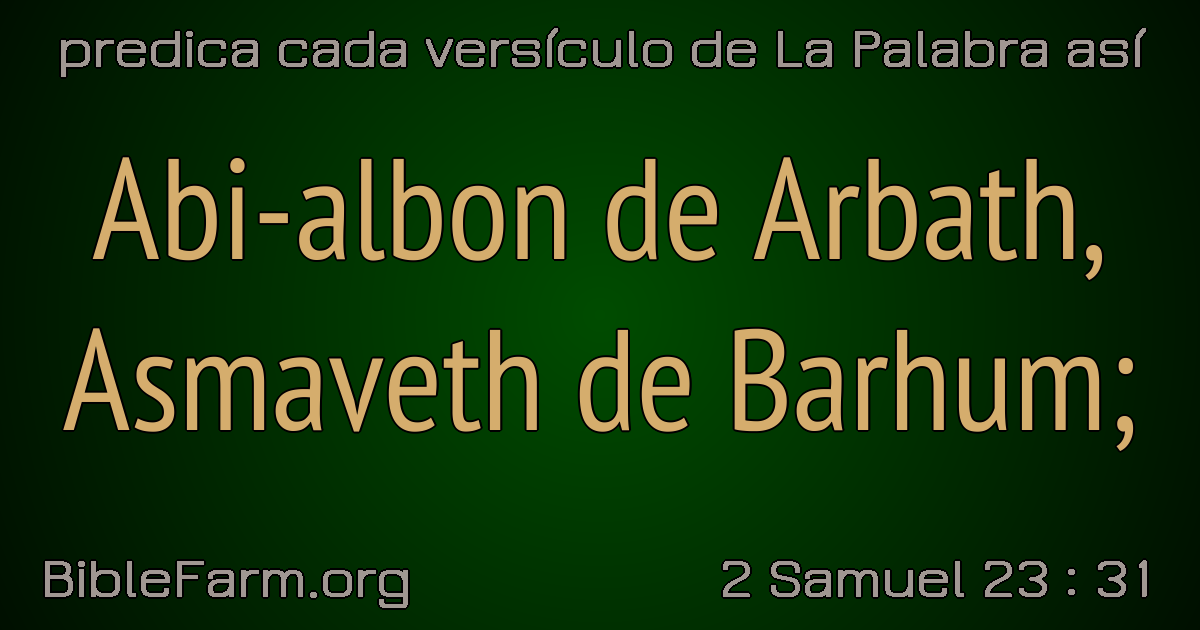 predica cada versículo de La Palabra así
Abi-albon de Arbath,
Asmaveth de Barhum;
BibleFarm.org
2 Samuel 23 : 31